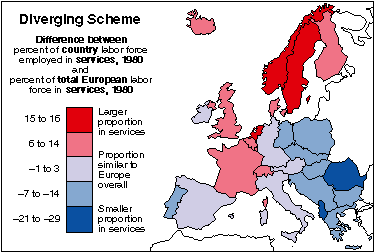 Diverging Scheme
Difference between
percent of country labor force
employed in services, 1980
and
percent of total European labor
force in services, 1980
15 to 16
Larger
proportion
in services
6 to 14
−1 to 3
Proportion
similar to
Europe
overall
−7 to −14
−21 to −29
Smaller
proportion
in services